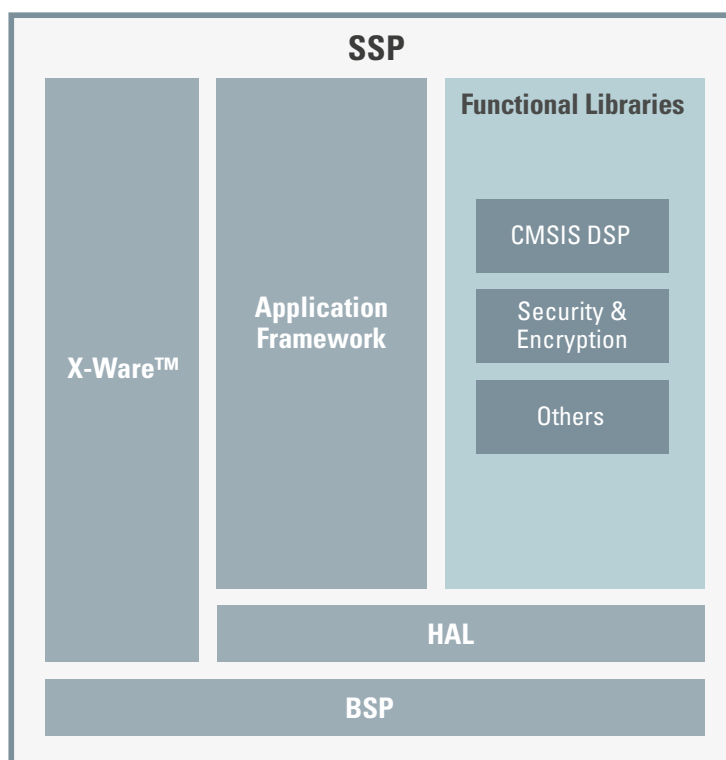 SSP
Functional Libraries
CMSIS DSP
Security &
Encryption
Others
Application
Framework
X-Ware™
HAL
BSP